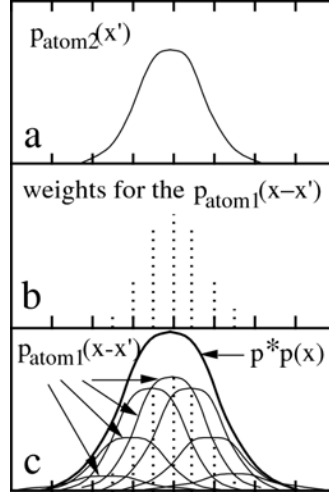 p_atom2(x')
a
weights for the p_atom1(x–x')
b
p_atom1(x-x')
p*p(x)
c